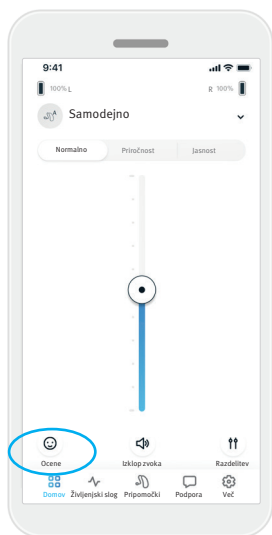 9:41
100% L R 100%
Samodejno
Normalno Priročnost Jasnost
Ocene Izklop zvoka Razdelitev
Domov Življenjski slog Pripomočki Podpora Več